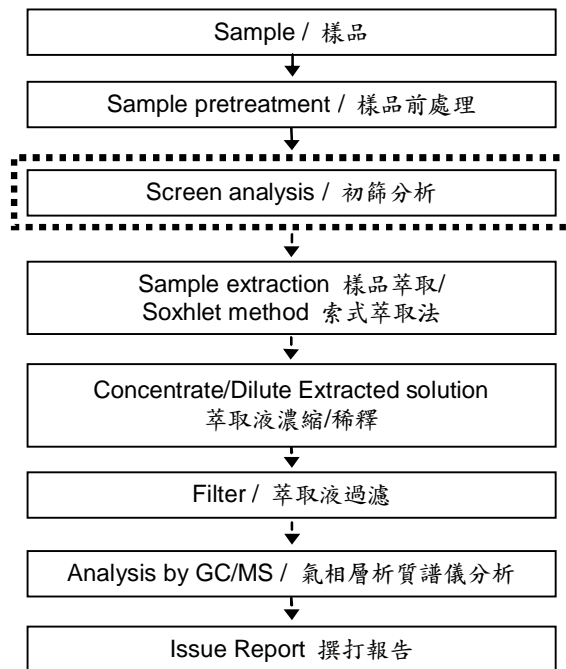 Sample / 樣品
Sample pretreatment / 樣品前處理
Screen analysis / 初篩分析
Sample extraction 樣品萃取/
Soxhlet method 索式萃取法
Concentrate/Dilute Extracted solution
萃取液濃縮/稀釋
Filter / 萃取液過濾
Analysis by GC/MS / 氣相層析質譜儀分析
Issue Report 撰打報告